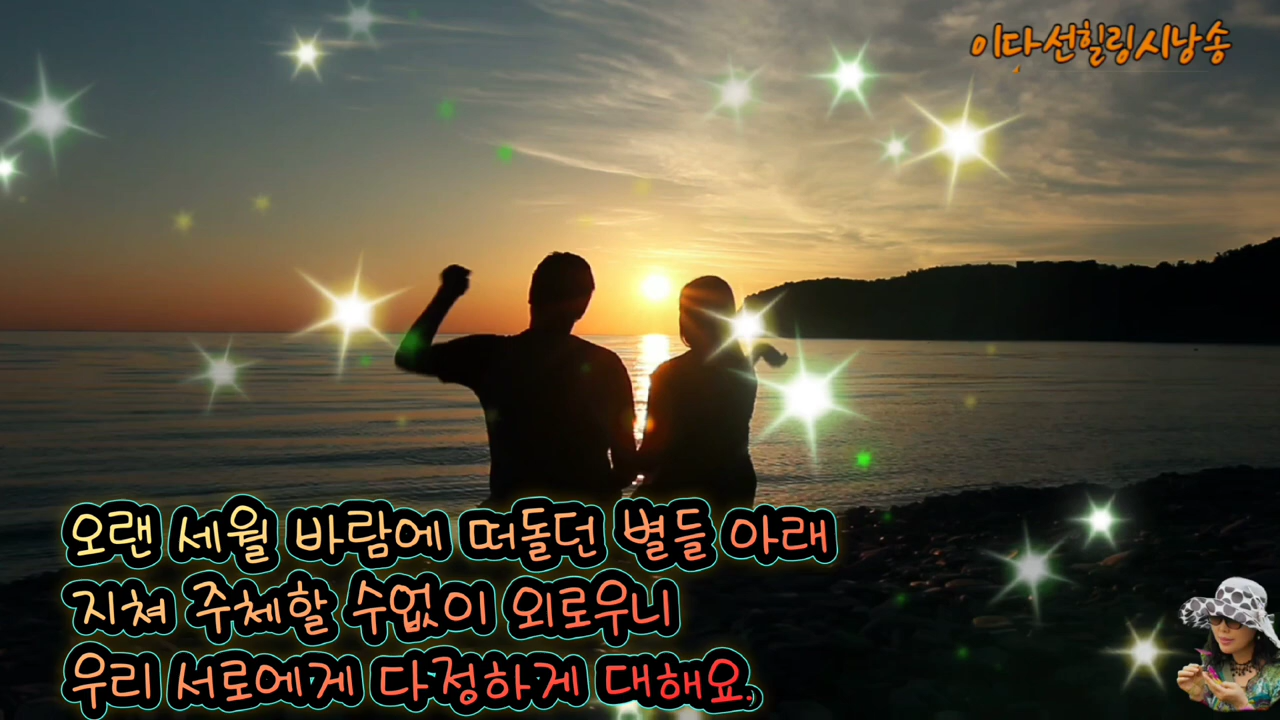 이다선힐링시낭송
오랜 세월 바람에 떠돌던 별들 아래
지쳐 주체할 수없이 외로우니
우리 서로에게 다정하게 대해요,